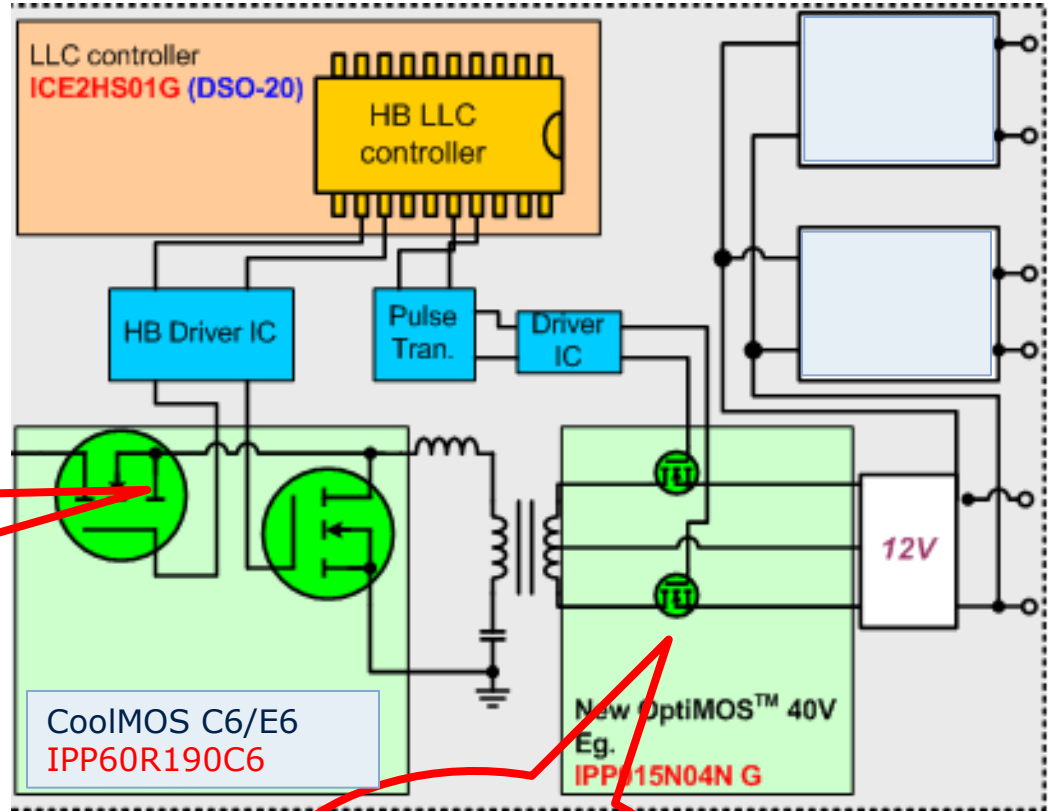 LLC controller
ICE2HS01G (DSO-20)
HB LLC
controller
HB Driver IC
Pulse
Tran.
Driver
IC
12V
CoolMOS C6/E6
IPP60R190C6
New OptiMOS™ 40V
Eg.
IPP015N04N G